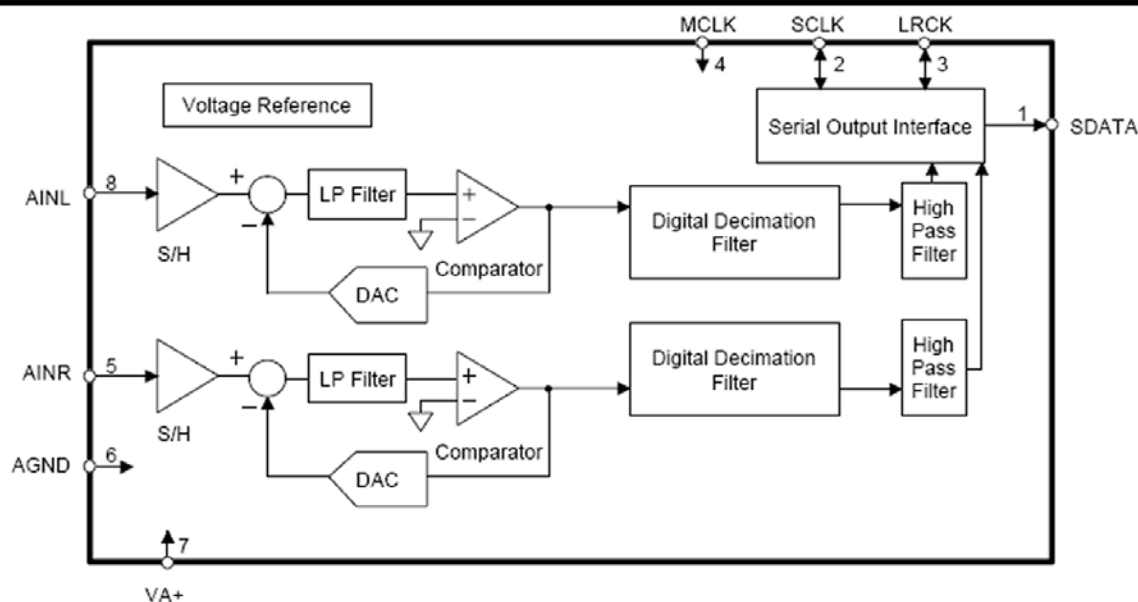 MCLK SCLK LRCK
4 2 3
Voltage Reference
Serial Output Interface
1 SDATA
AINL 8
+
−
S/H
LP Filter
+
−
Comparator
DAC
Digital Decimation
Filter
High
Pass
Filter
AINR 5
+
−
S/H
LP Filter
+
−
Comparator
DAC
Digital Decimation
Filter
High
Pass
Filter
AGND 6
7
VA+